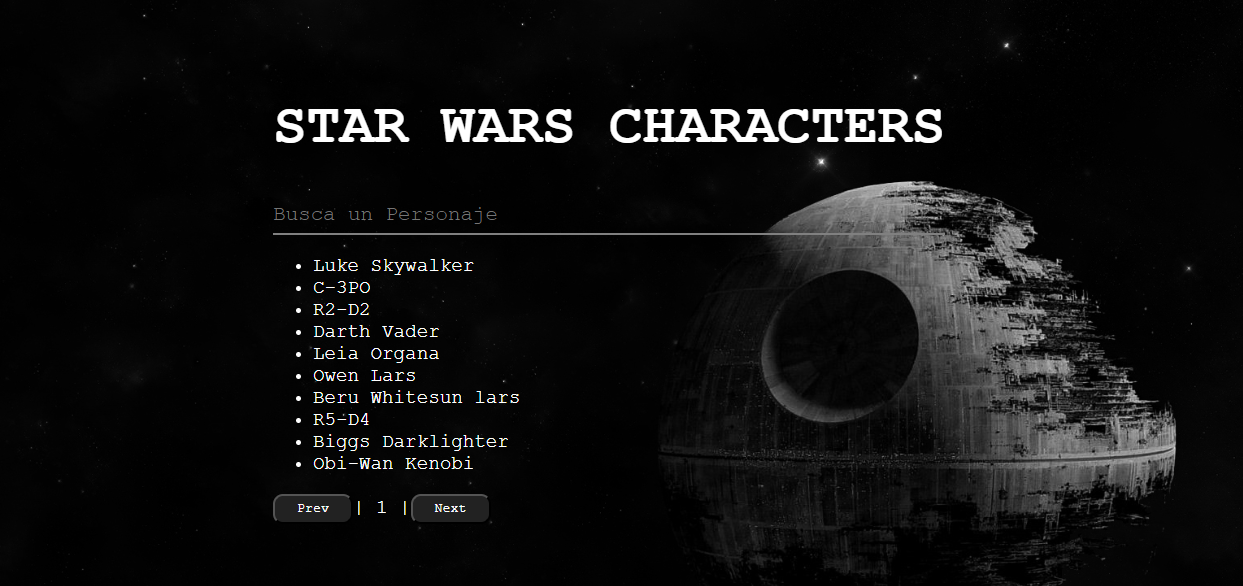 STAR WARS CHARACTERS
Busca un Personaje
Luke Skywalker
C-3PO
R2-D2
Darth Vader
Leia Organa
Owen Lars
Beru Whitesun lars
R5-D4
Biggs Darklighter
Obi-Wan Kenobi
Prev | 1 | Next